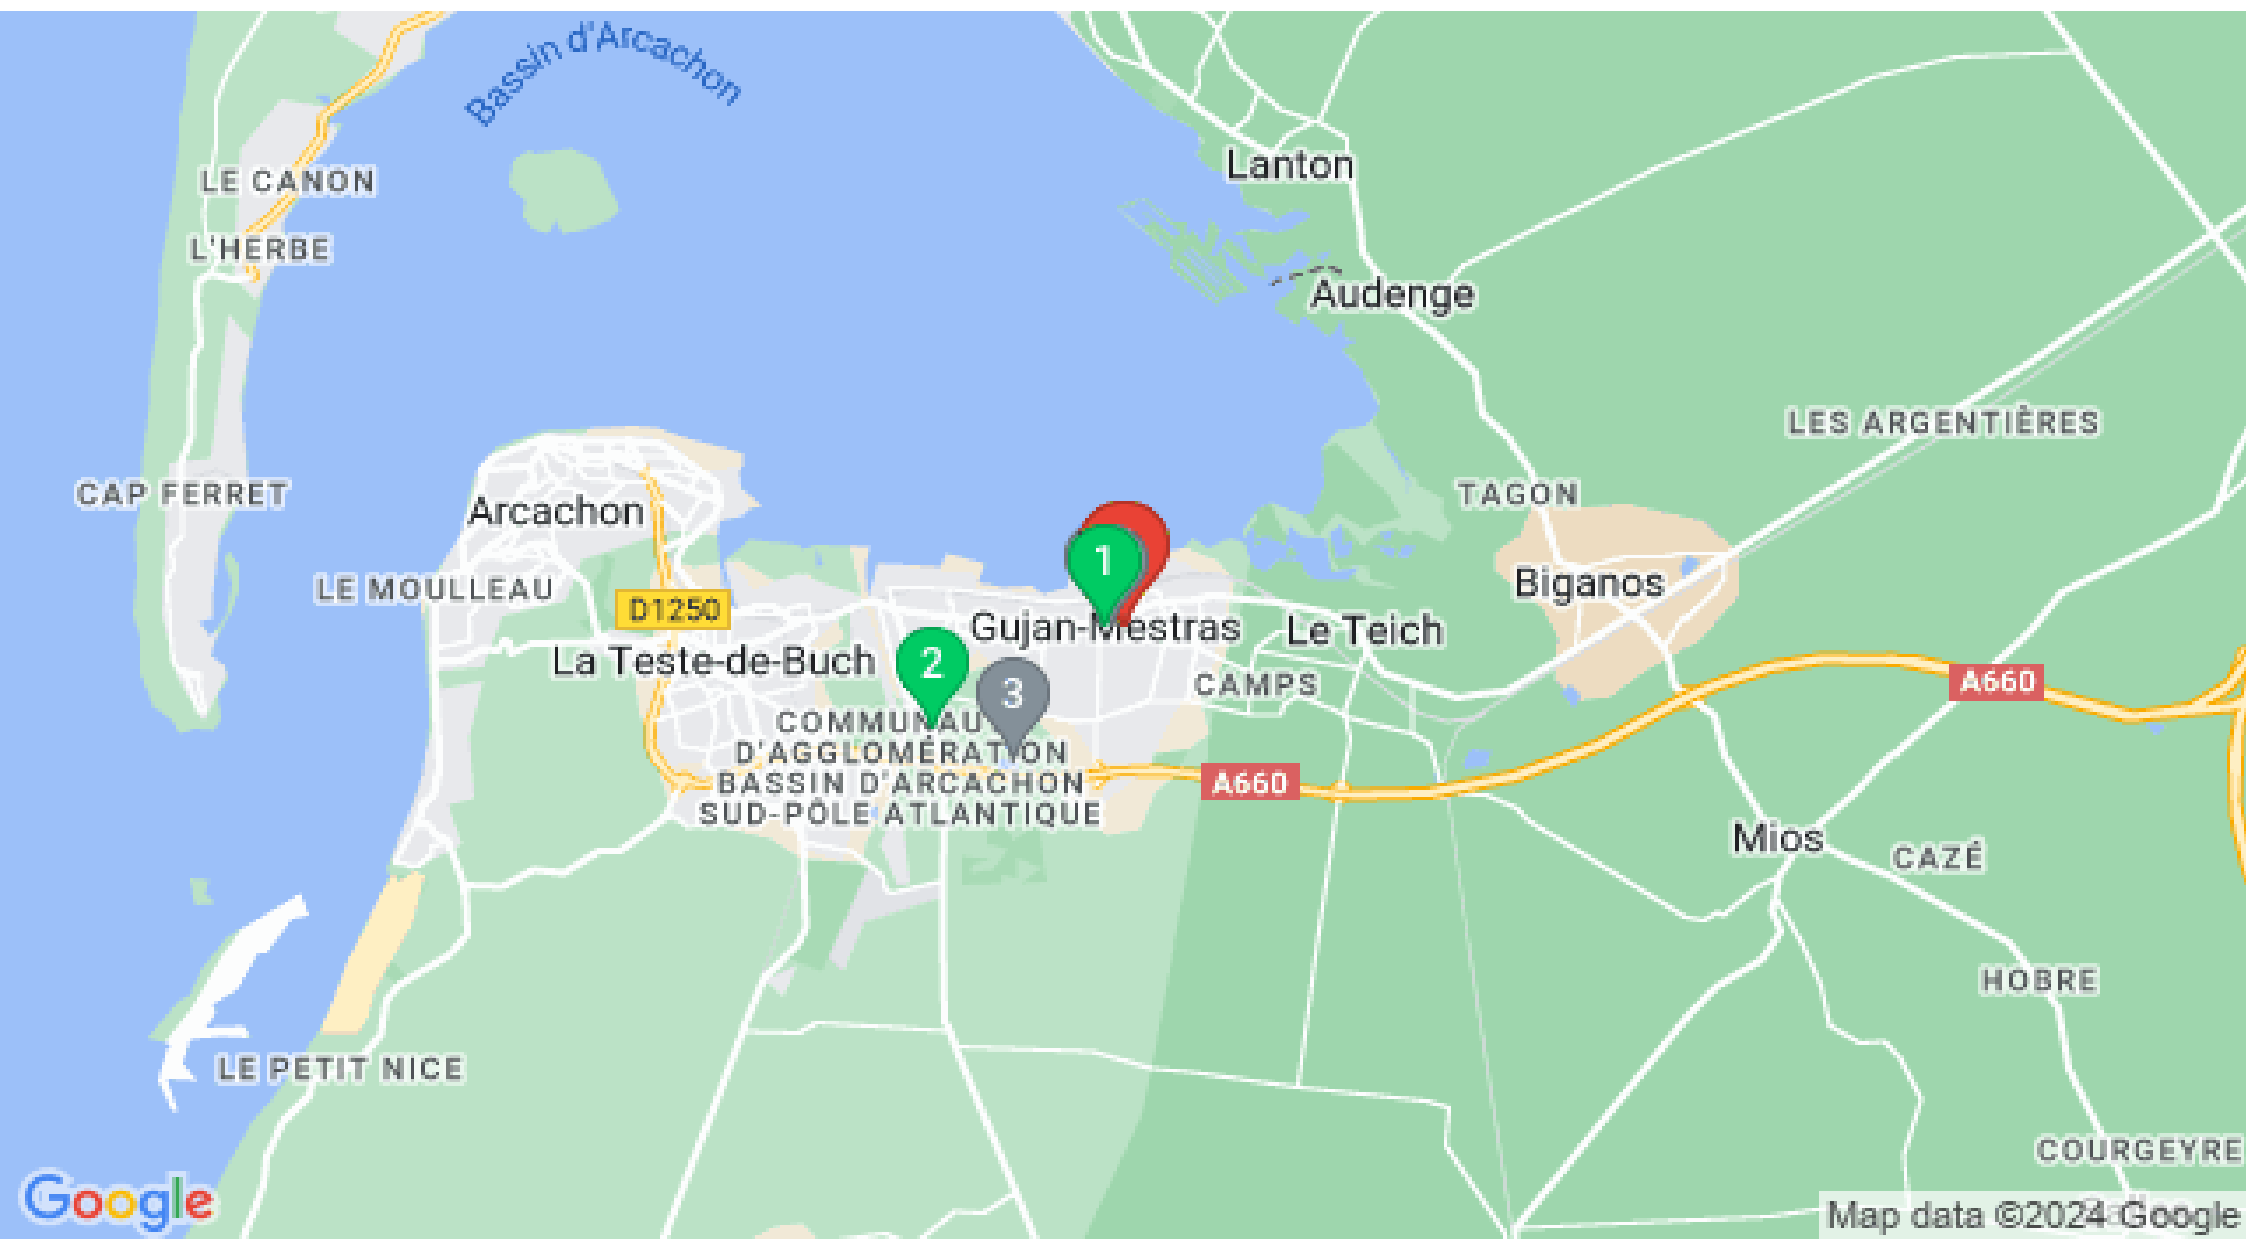 Bassin d'Arcachon
Lanton
LE CANON
L'HERBE
Audenge
LES ARGENTIÈRES
CAP FERRET
TAGON
Arcachon
1
Biganos
LE MOULLEAU
D1250
Gujan-Mestras
Le Teich
La Teste-de-Buch
2
3
CAMPS
A660
COMMUNAU
D'AGGLOMÉRATION
BASSIN D'ARCACHON
SUD-PÔLE ATLANTIQUE
A660
Mios
CAZÉ
HOBRE
LE PETIT NICE
COURGEYRE
Google
Map data ©2024 Google